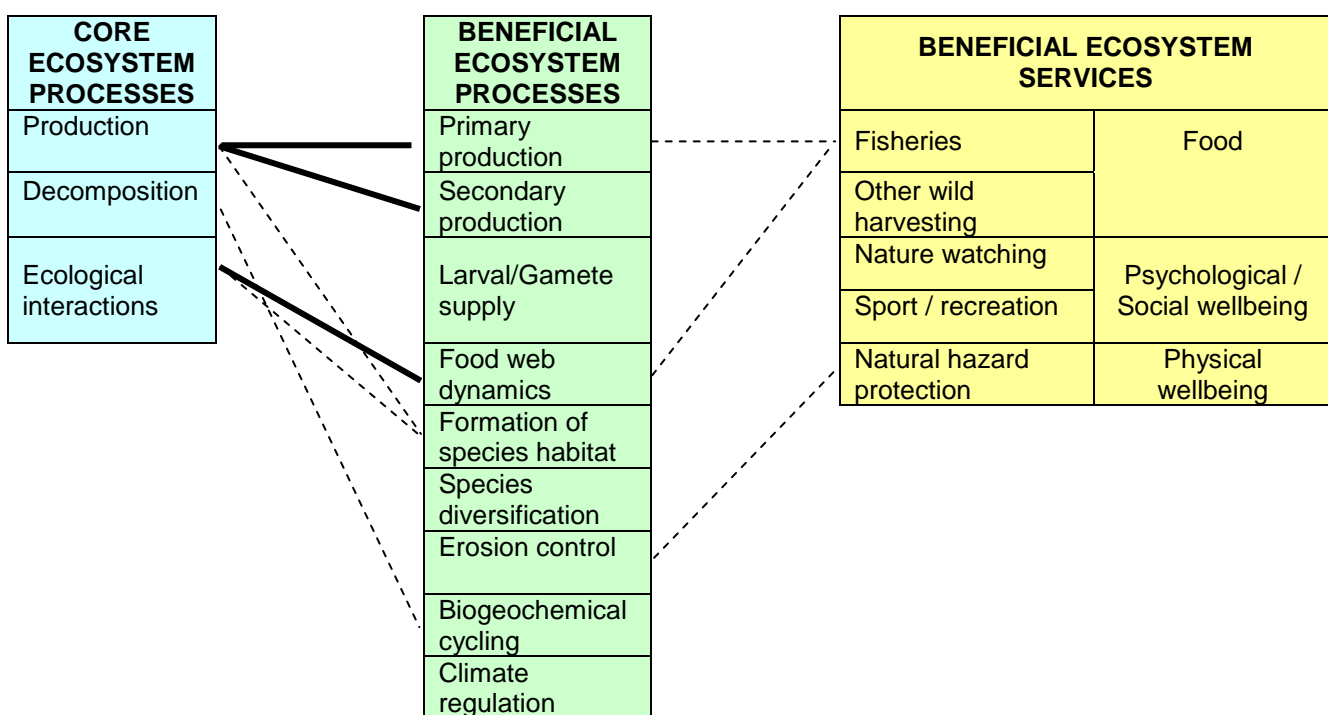 CORE
ECOSYSTEM
PROCESSES
Production
Decomposition
Ecological
interactions
BENEFICIAL
ECOSYSTEM
PROCESSES
Primary
production
Secondary
production
Larval/Gamete
supply
Food web
dynamics
Formation of
species habitat
Species
diversification
Erosion control
Biogeochemical
cycling
Climate
regulation
BENEFICIAL ECOSYSTEM
SERVICES
Fisheries
Food
Other wild
harvesting
Nature watching
Sport / recreation
Psychological /
Social wellbeing
Natural hazard
protection
Physical
wellbeing